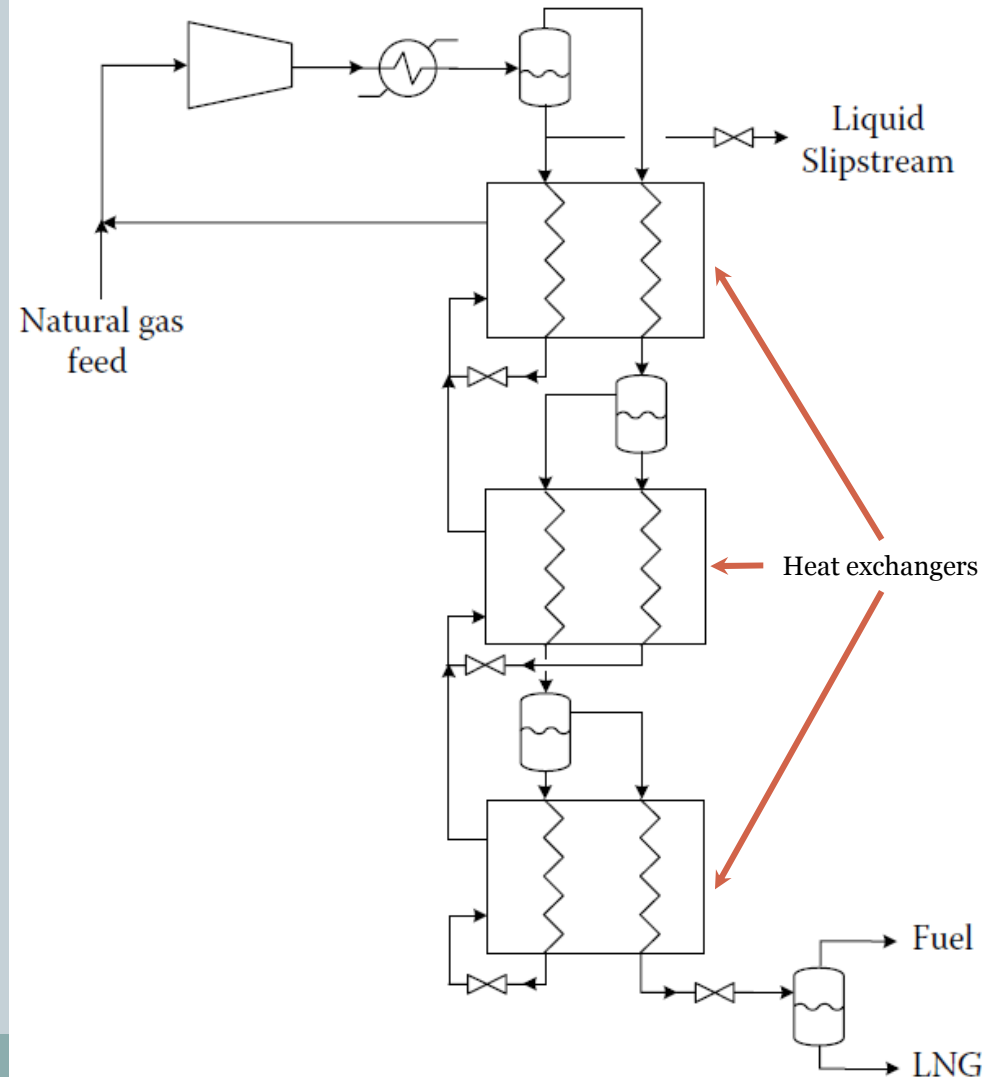 Liquid
Slipstream
Natural gas
feed
Heat exchangers
Fuel
LNG